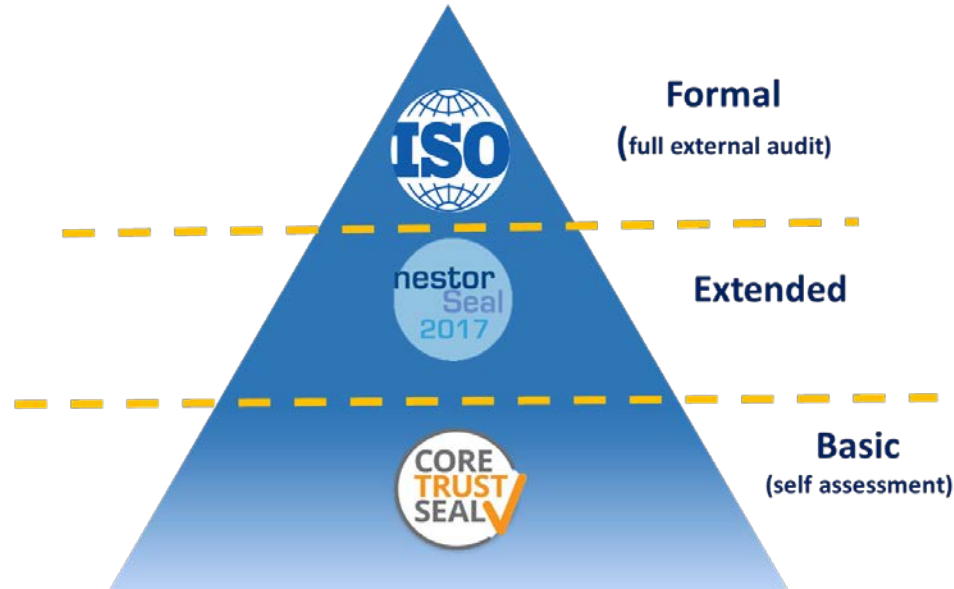 ISO
Formal
(full external audit)
nestor
Seal
2017
Extended
CORE
TRUST
SEAL
Basic
(self assessment)